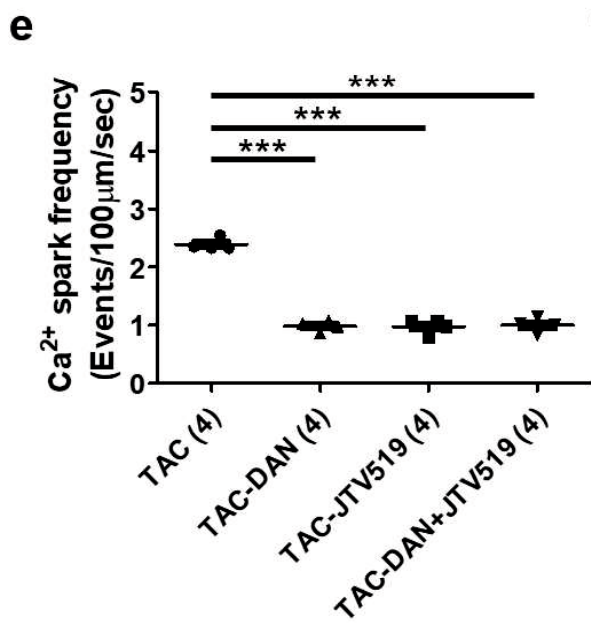 e
***
***
***
Ca²⁺ spark frequency
(Events/100μm/sec)
5
4
3
2
1
0
TAC (4)
TAC-DAN (4)
TAC-JTV519 (4)
TAC-DAN+JTV519 (4)